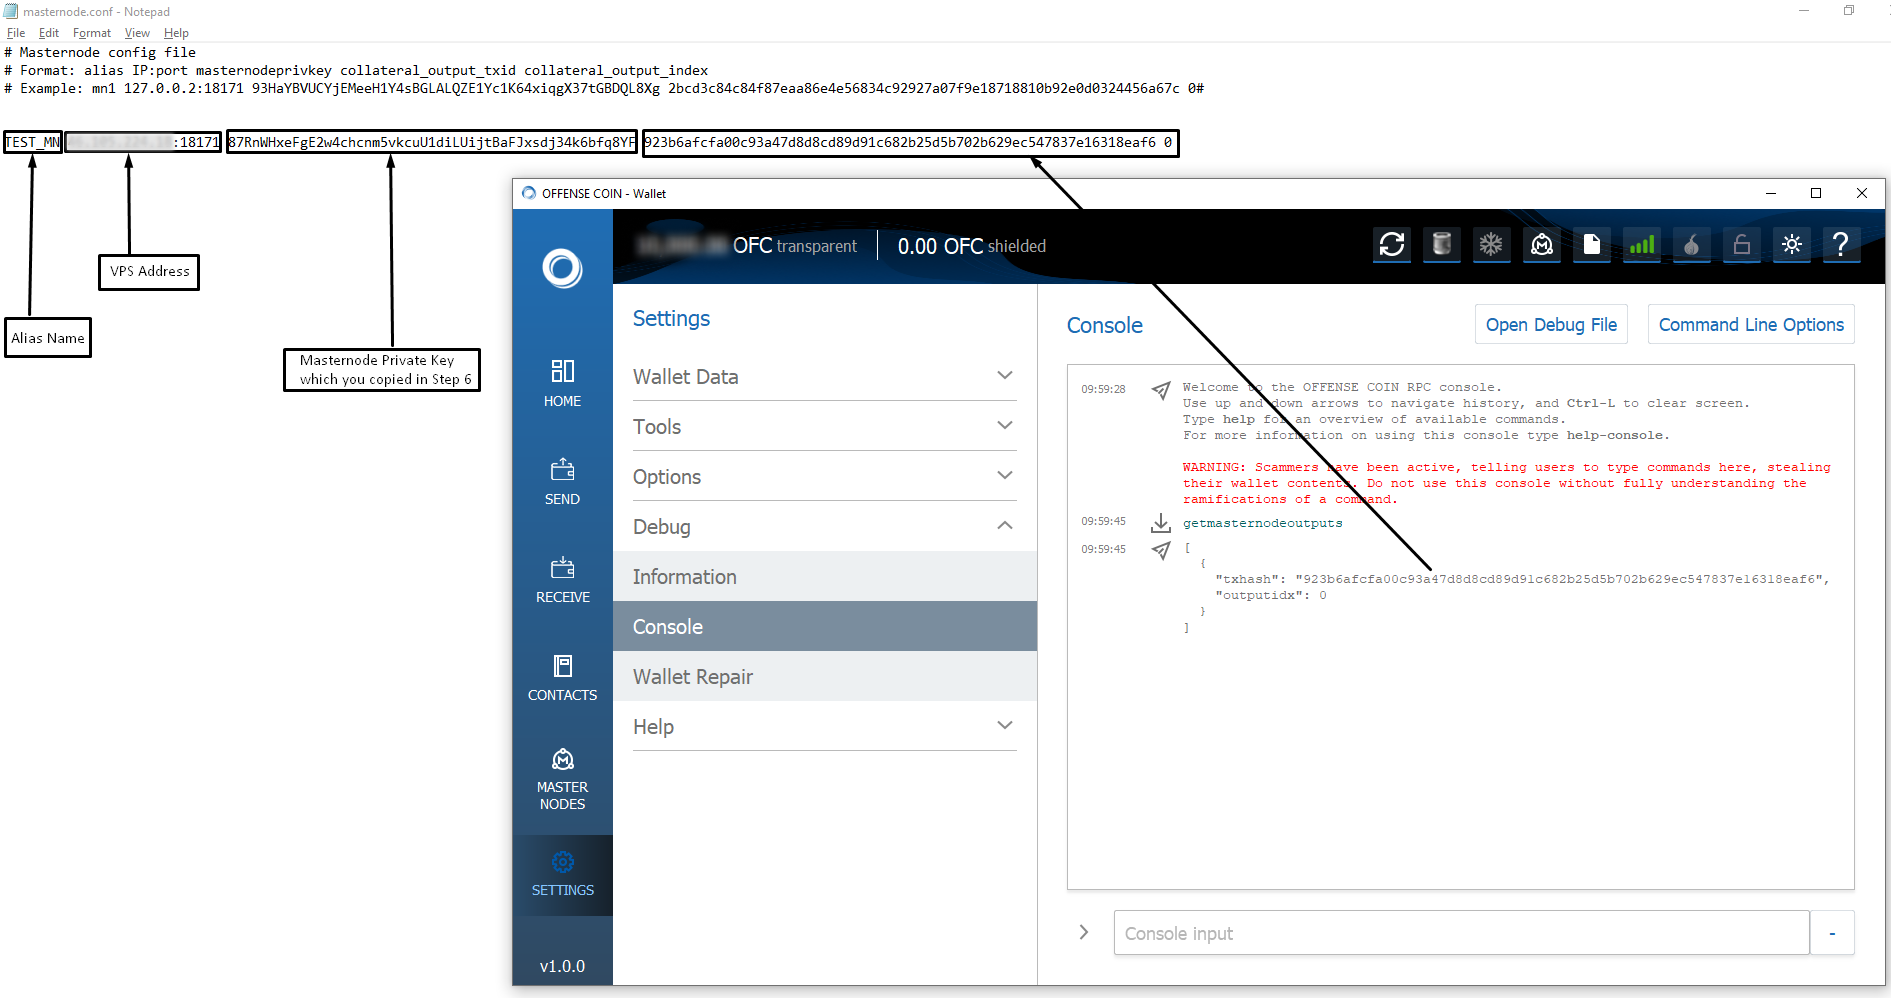 masternode.conf - Notepad
File Edit Format View Help
# Masternode config file
# Format: alias IP:port masternodeprivkey collateral_output_txid collateral_output_index
# Example: mn1 127.0.0.2:18171 93HaYBVUCYjEMeeH1Y4sBGLALQZE1Yc1K64xiqgX37tGBDQL8Xg 2bcd3c84c84f87eaa86e4e56834c92927a07f9e18718810b92e0d0324456a67c 0#
TEST_MN :18171 87RnWHxeFgE2w4chcnm5vkcuU1diLUijtBaFJxsdj34k6bfq8YF 923b6afcfa00c93a47d8d8cd89d91c682b25d5b702b629ec547837e16318eaf6 0
VPS Address
Alias Name
Masternode Private Key
which you copied in Step 6
OFFENSE COIN - Wallet
OFC transparent 0.00 OFC shielded
HOME
SEND
RECEIVE
CONTACTS
MASTER
NODES
SETTINGS
v1.0.0
Settings
Wallet Data
Tools
Options
Debug
Information
Console
Wallet Repair
Help
Console
Open Debug File
Command Line Options
09:59:28 Welcome to the OFFENSE COIN RPC console.
Use up and down arrows to navigate history, and Ctrl-L to clear screen.
Type help for an overview of available commands.
For more information on using this console type help-console.
WARNING: Scammers have been active, telling users to type commands here, stealing
their wallet contents. Do not use this console without fully understanding the
ramifications of a command.
09:59:45 getmasternodeoutputs
09:59:45 [
{
"txhash": "923b6afcfa00c93a47d8d8cd89d91c682b25d5b702b629ec547837e16318eaf6",
"outputidx": 0
}
]
Console input
-